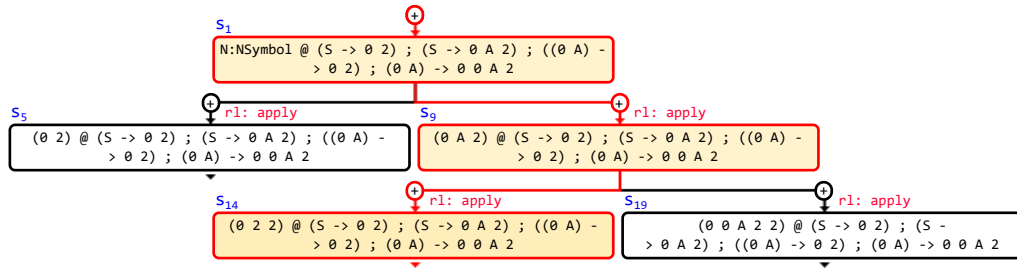 +
S1
N:NSymbol @ (S -> 0 2) ; (S -> 0 A 2) ; ((0 A) -
> 0 2) ; (0 A) -> 0 0 A 2
+
+
S5
rl: apply
S9
rl: apply
(0 2) @ (S -> 0 2) ; (S -> 0 A 2) ; ((0 A) -
> 0 2) ; (0 A) -> 0 0 A 2
(0 A 2) @ (S -> 0 2) ; (S -> 0 A 2) ; ((0 A) -
> 0 2) ; (0 A) -> 0 0 A 2
+
+
S14
rl: apply
S19
rl: apply
(0 2 2) @ (S -> 0 2) ; (S -> 0 A 2) ; ((0 A) -
> 0 2) ; (0 A) -> 0 0 A 2
(0 0 A 2 2) @ (S -> 0 2) ; (S -
> 0 A 2) ; ((0 A) -> 0 2) ; (0 A) -> 0 0 A 2